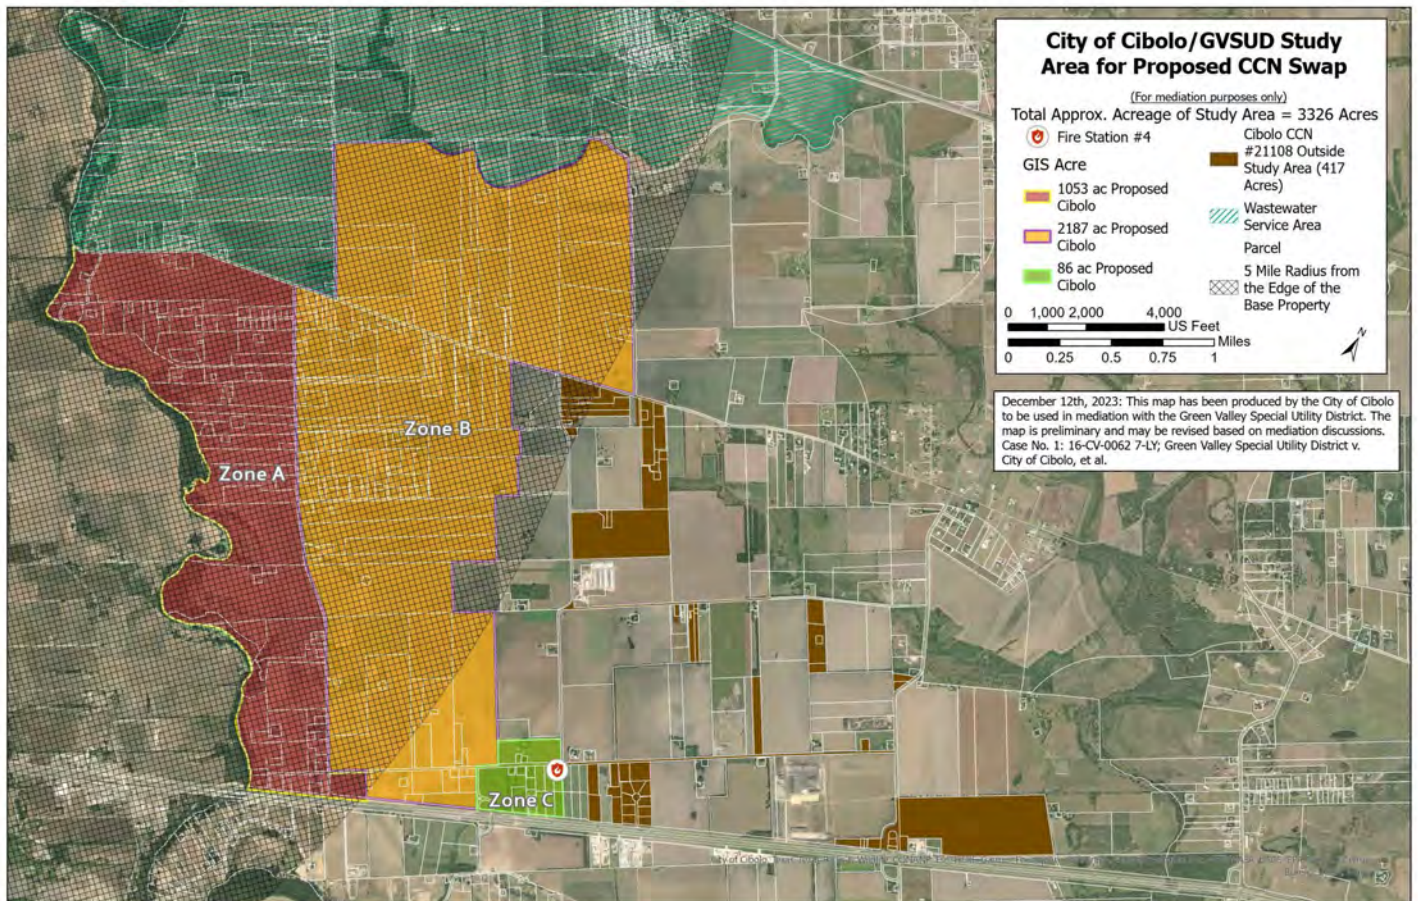 City of Cibolo/GVSUD Study
Area for Proposed CCN Swap
(For mediation purposes only)
Total Approx. Acreage of Study Area = 3326 Acres
Fire Station #4
GIS Acre
1053 ac Proposed
Cibolo
2187 ac Proposed
Cibolo
86 ac Proposed
Cibolo
Cibolo CCN
#21108 Outside
Study Area (417
Acres)
Wastewater
Service Area
Parcel
5 Mile Radius from
the Edge of the
Base Property
0 1,000 2,000 4,000
US Feet
Miles
0 0.25 0.5 0.75 1
N
December 12th, 2023: This map has been produced by the City of Cibolo
to be used in mediation with the Green Valley Special Utility District. The
map is preliminary and may be revised based on mediation discussions.
Case No. 1: 16-CV-0062 7-LY; Green Valley Special Utility District v.
City of Cibolo, et al.
Zone B
Zone A
Zone C
City of Cibolo,